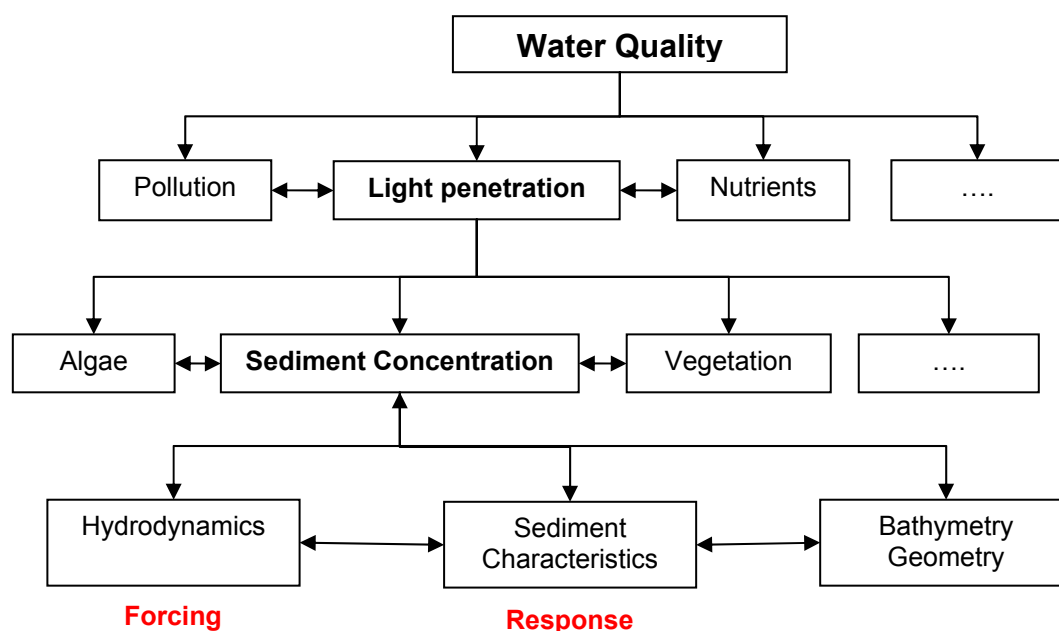 Water Quality
Pollution
Light penetration
Nutrients
….
Algae
Sediment Concentration
Vegetation
….
Hydrodynamics
Sediment
Characteristics
Bathymetry
Geometry
Forcing
Response